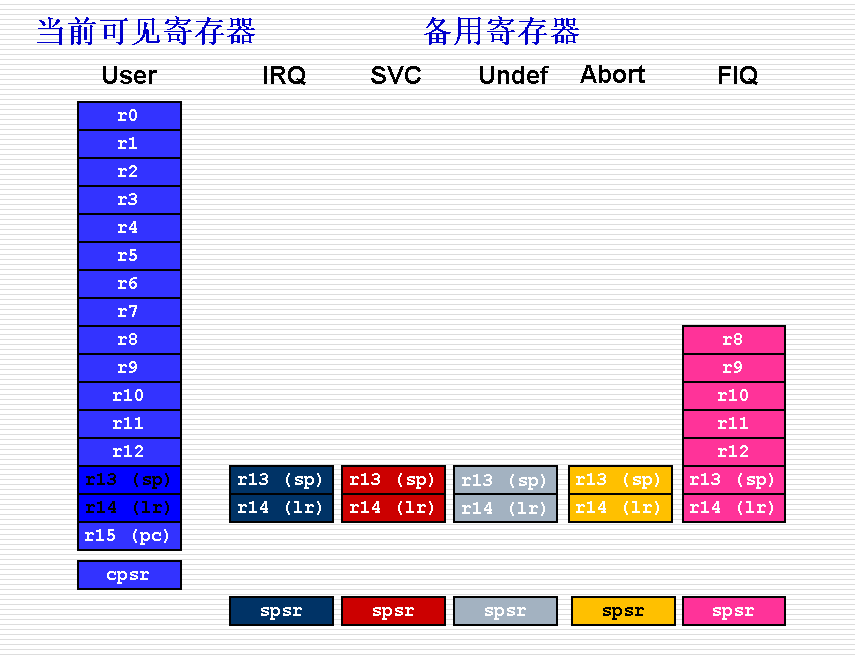 当前可见寄存器 备用寄存器
User IRQ SVC Undef Abort FIQ
r0
r1
r2
r3
r4
r5
r6
r7
r8 r8
r9 r9
r10 r10
r11 r11
r12 r12
r13 (sp) r13 (sp) r13 (sp) r13 (sp) r13 (sp) r13 (sp)
r14 (lr) r14 (lr) r14 (lr) r14 (lr) r14 (lr) r14 (lr)
r15 (pc)
cpsr
spsr spsr spsr spsr spsr